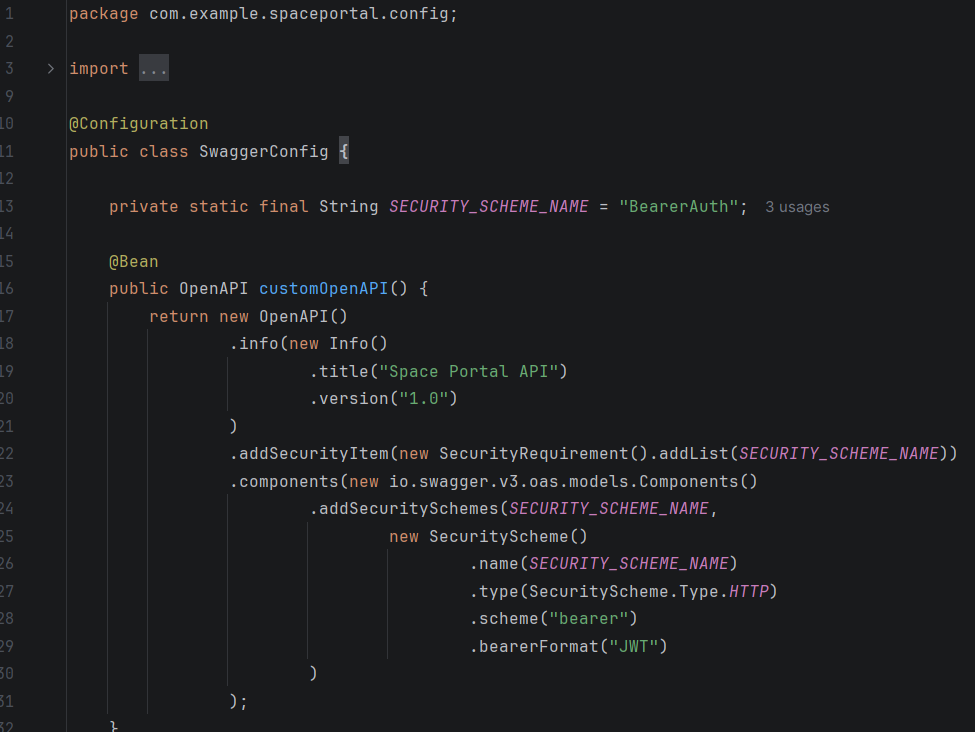 1 package com.example.spaceportal.config;
2
3 import ...
9
10 @Configuration
11 public class SwaggerConfig {
12
13 private static final String SECURITY_SCHEME_NAME = "BearerAuth"; 3 usages
14
15 @Bean
16 public OpenAPI customOpenAPI() {
17 return new OpenAPI()
18 .info(new Info()
19 .title("Space Portal API")
20 .version("1.0")
21 )
22 .addSecurityItem(new SecurityRequirement().addList(SECURITY_SCHEME_NAME))
23 .components(new io.swagger.v3.oas.models.Components()
24 .addSecuritySchemes(SECURITY_SCHEME_NAME,
25 new SecurityScheme()
26 .name(SECURITY_SCHEME_NAME)
27 .type(SecurityScheme.Type.HTTP)
28 .scheme("bearer")
29 .bearerFormat("JWT")
30 )
31 );
32 }